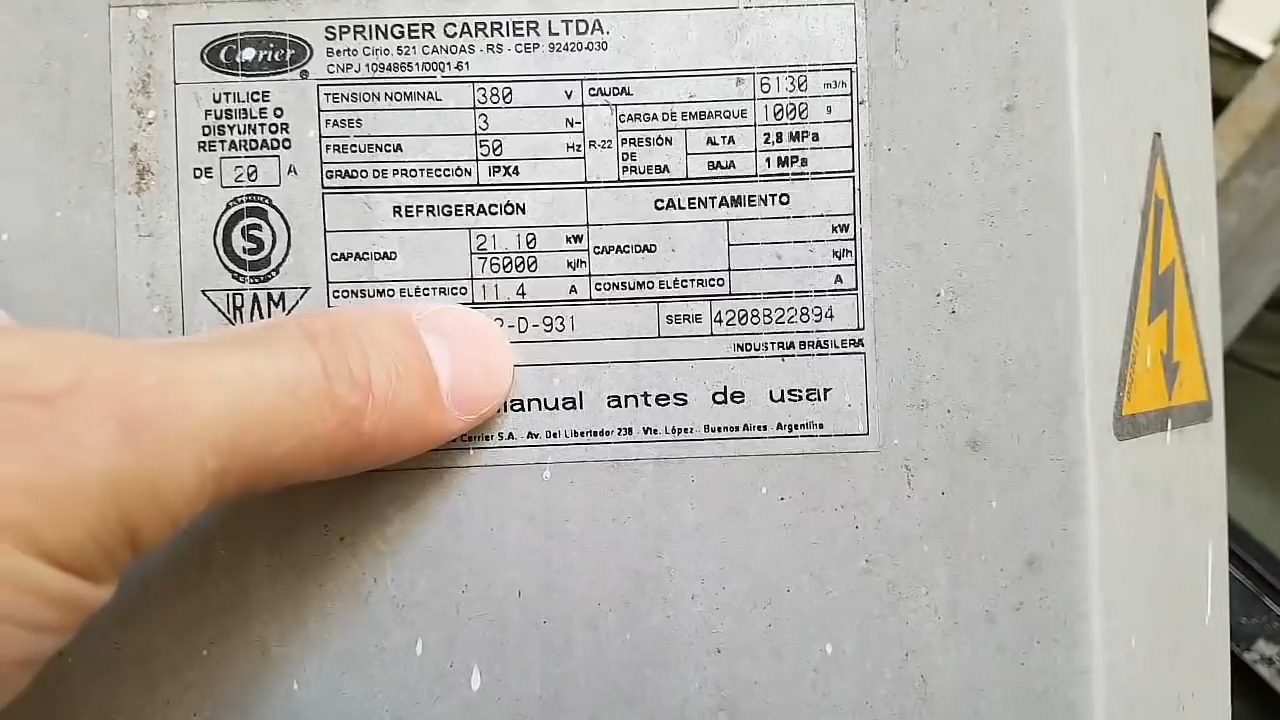 Carrier
SPRINGER CARRIER LTDA.
Berto Cirio, 521 CANOAS - RS - CEP: 92420-030
CNPJ 10948651/0001-61
UTILICE
FUSIBLE O
DISYUNTOR
RETARDADO
DE 20 A
S
IRAM
TENSION NOMINAL 380 V
FASES 3 N~
FRECUENCIA 50 Hz
GRADO DE PROTECCIÓN IPX4
CAUDAL 6130 m3/h
R-22 CARGA DE EMBARQUE 1000 g
PRESIÓN DE PRUEBA ALTA 2,8 MPa
BAJA 1 MPa
REFRIGERACIÓN
CAPACIDAD 21.10 kW
76000 kj/h
CONSUMO ELÉCTRICO 11.4 A
CALENTAMIENTO
CAPACIDAD kW
kj/h
CONSUMO ELÉCTRICO A
-D-931 SERIE 4208B22894
INDUSTRIA BRASILERA
anual antes de usar
Carrier S.A. - Av. Del Libertador 238 - Vte. López - Buenos Aires - Argentina